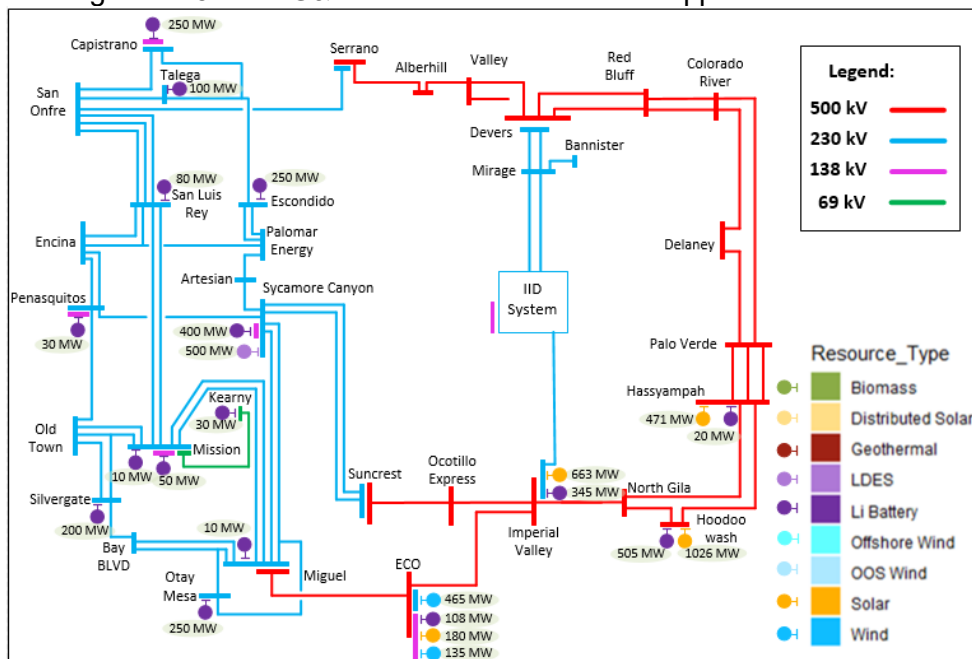 250 MW
Capistrano
Serrano
Alberhill
Valley
Red
Bluff
Colorado
River
Legend:
500 kV
230 kV
138 kV
69 kV
Talega
100 MW
San
Onfre
Devers
Bannister
Mirage
80 MW
San Luis
Rey
250 MW
Escondido
Palomar
Energy
Encina
Delaney
Artesian
Sycamore Canyon
IID
System
Penasquitos
30 MW
400 MW
500 MW
Palo Verde
Hassyampah
471 MW
20 MW
Kearny
30 MW
Old
Town
Mission
10 MW
50 MW
Suncrest
Ocotillo
Express
663 MW
345 MW
North Gila
Imperial
Valley
Hoodoo
wash
505 MW
1026 MW
Silvergate
200 MW
Bay
BLVD
10 MW
Miguel
ECO
Otay
Mesa
250 MW
465 MW
108 MW
180 MW
135 MW
Resource_Type
Biomass
Distributed Solar
Geothermal
LDES
Li Battery
Offshore Wind
OOS Wind
Solar
Wind